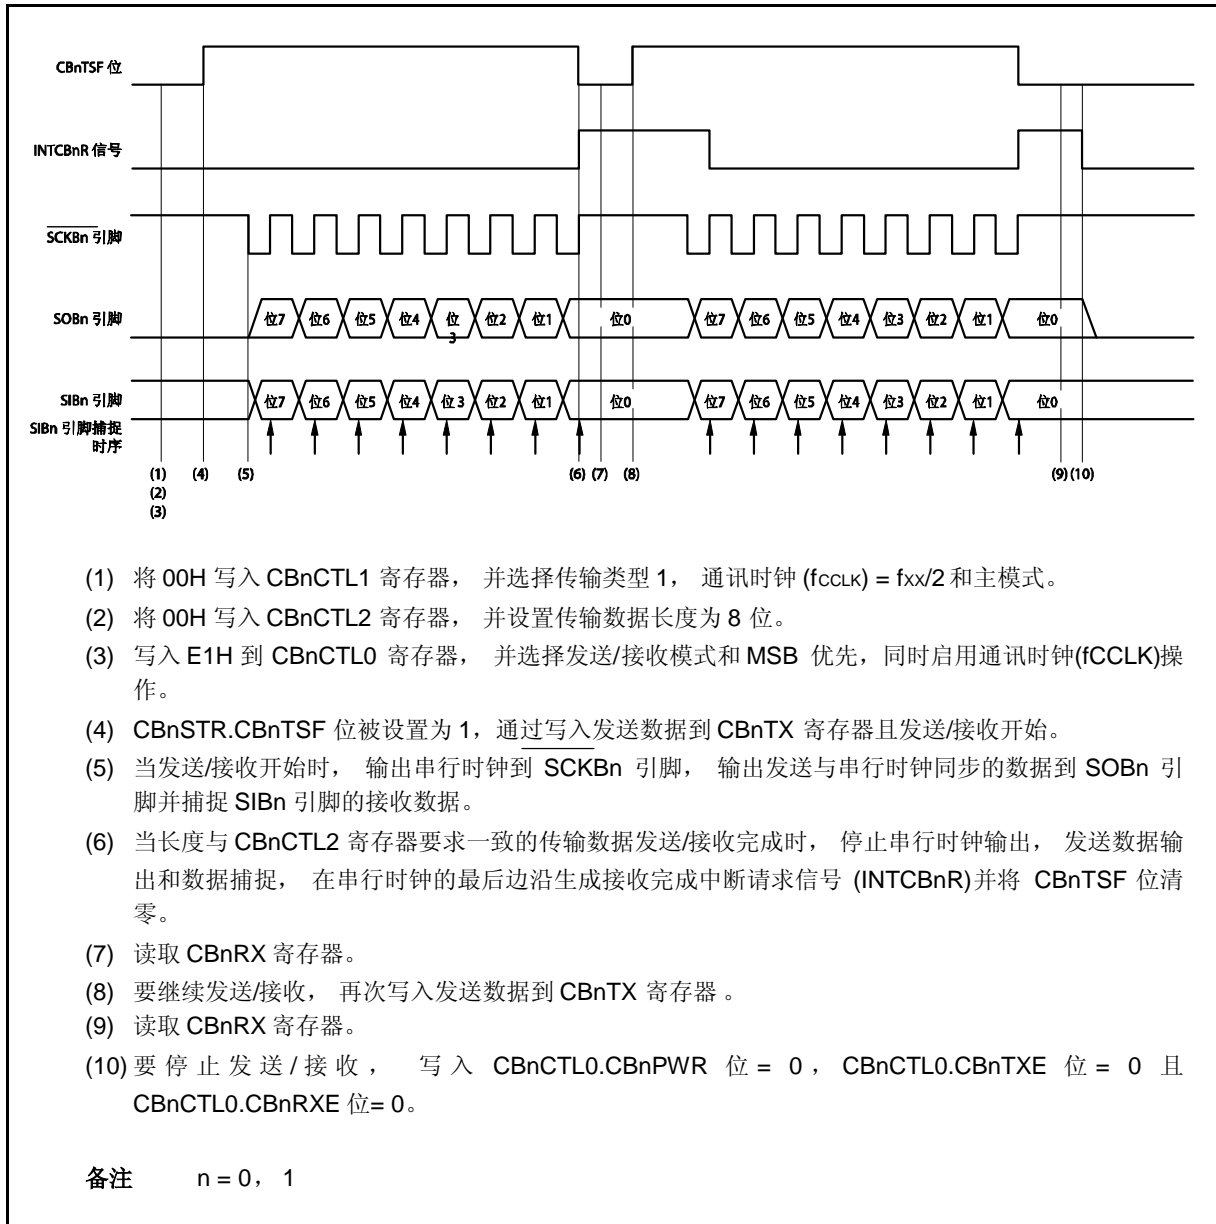 CBnTSF 位
INTCBnR 信号
SCKBn 引脚
SOBn 引脚
位7 位6 位5 位4 位3 位2 位1 位0 位7 位6 位5 位4 位3 位2 位1 位0
SIBn 引脚
位7 位6 位5 位4 位3 位2 位1 位0 位7 位6 位5 位4 位3 位2 位1 位0
SIBn 引脚捕捉
时序
(1) (4) (5) (6) (7) (8) (9) (10)
(2)
(3)
(1) 将 00H 写入 CBnCTL1 寄存器， 并选择传输类型 1， 通讯时钟 (fCCLK) = fXX/2 和主模式。
(2) 将 00H 写入 CBnCTL2 寄存器， 并设置传输数据长度为 8 位。
(3) 写入 E1H 到 CBnCTL0 寄存器， 并选择发送/接收模式和 MSB 优先，同时启用通讯时钟(fCCLK)操
作。
(4) CBnSTR.CBnTSF 位被设置为 1，通过写入发送数据到 CBnTX 寄存器且发送/接收开始。
(5) 当发送/接收开始时， 输出串行时钟到 SCKBn 引脚， 输出发送与串行时钟同步的数据到 SOBn 引
脚并捕捉 SIBn 引脚的接收数据。
(6) 当长度与 CBnCTL2 寄存器要求一致的传输数据发送/接收完成时， 停止串行时钟输出， 发送数据输
出和数据捕捉， 在串行时钟的最后边沿生成接收完成中断请求信号 (INTCBnR)并将 CBnTSF 位清
零。
(7) 读取 CBnRX 寄存器。
(8) 要继续发送/接收， 再次写入发送数据到 CBnTX 寄存器 。
(9) 读取 CBnRX 寄存器。
(10) 要停止发送/接收， 写入 CBnCTL0.CBnPWR 位 = 0， CBnCTL0.CBnTXE 位 = 0 且
CBnCTL0.CBnRXE 位= 0。
备注 n = 0， 1